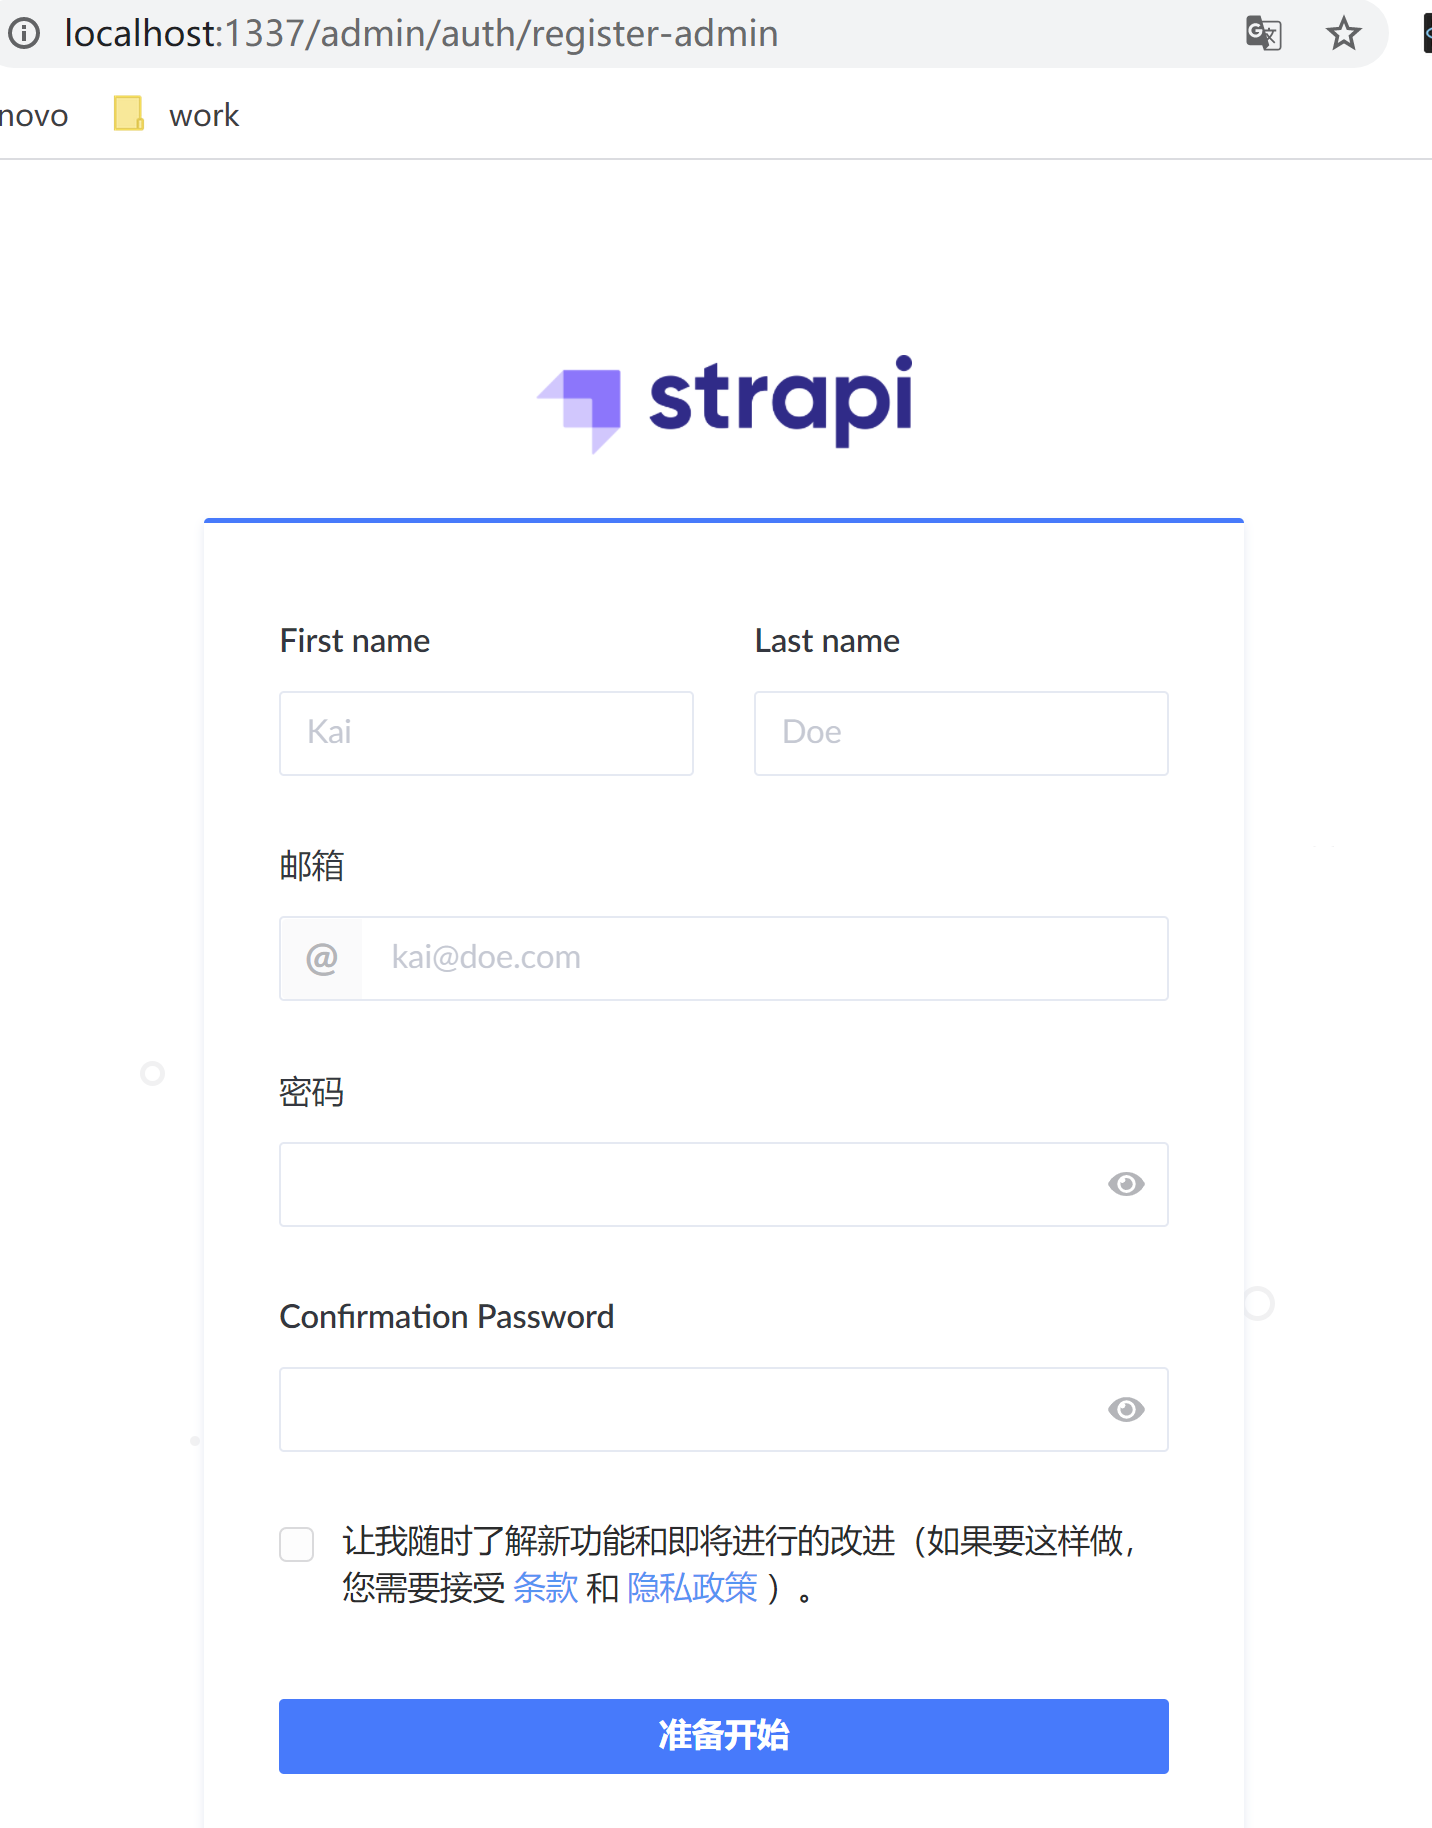 localhost:1337/admin/auth/register-admin
novo work
strapi
First name Last name
Kai Doe
邮箱
@ kai@doe.com
密码
Confirmation Password
让我随时了解新功能和即将进行的改进（如果要这样做，
您需要接受 条款 和 隐私政策 ）。
准备开始